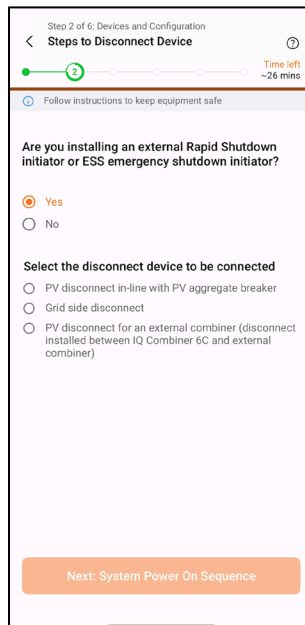 Step 2 of 6: Devices and Configuration
Steps to Disconnect Device
?
2
Time left
~26 mins
Follow instructions to keep equipment safe
Are you installing an external Rapid Shutdown
initiator or ESS emergency shutdown initiator?
Yes
No
Select the disconnect device to be connected
PV disconnect in-line with PV aggregate breaker
Grid side disconnect
PV disconnect for an external combiner (disconnect
installed between IQ Combiner 6C and external
combiner)
Next: System Power On Sequence